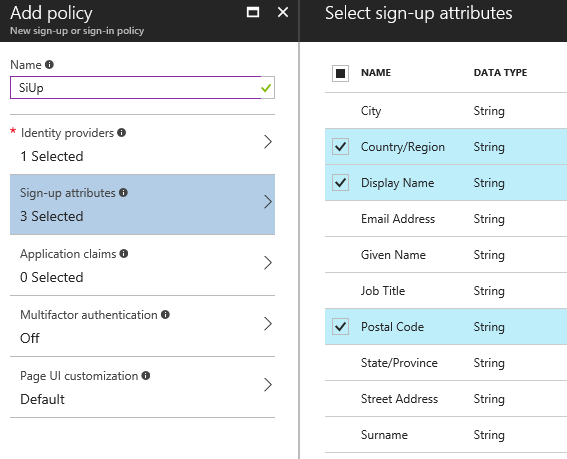 Add policy
New sign-up or sign-in policy
Name
SiUp
* Identity providers
1 Selected
Sign-up attributes
3 Selected
Application claims
0 Selected
Multifactor authentication
Off
Page UI customization
Default
Select sign-up attributes
NAME DATA TYPE
City String
Country/Region String
Display Name String
Email Address String
Given Name String
Job Title String
Postal Code String
State/Province String
Street Address String
Surname String